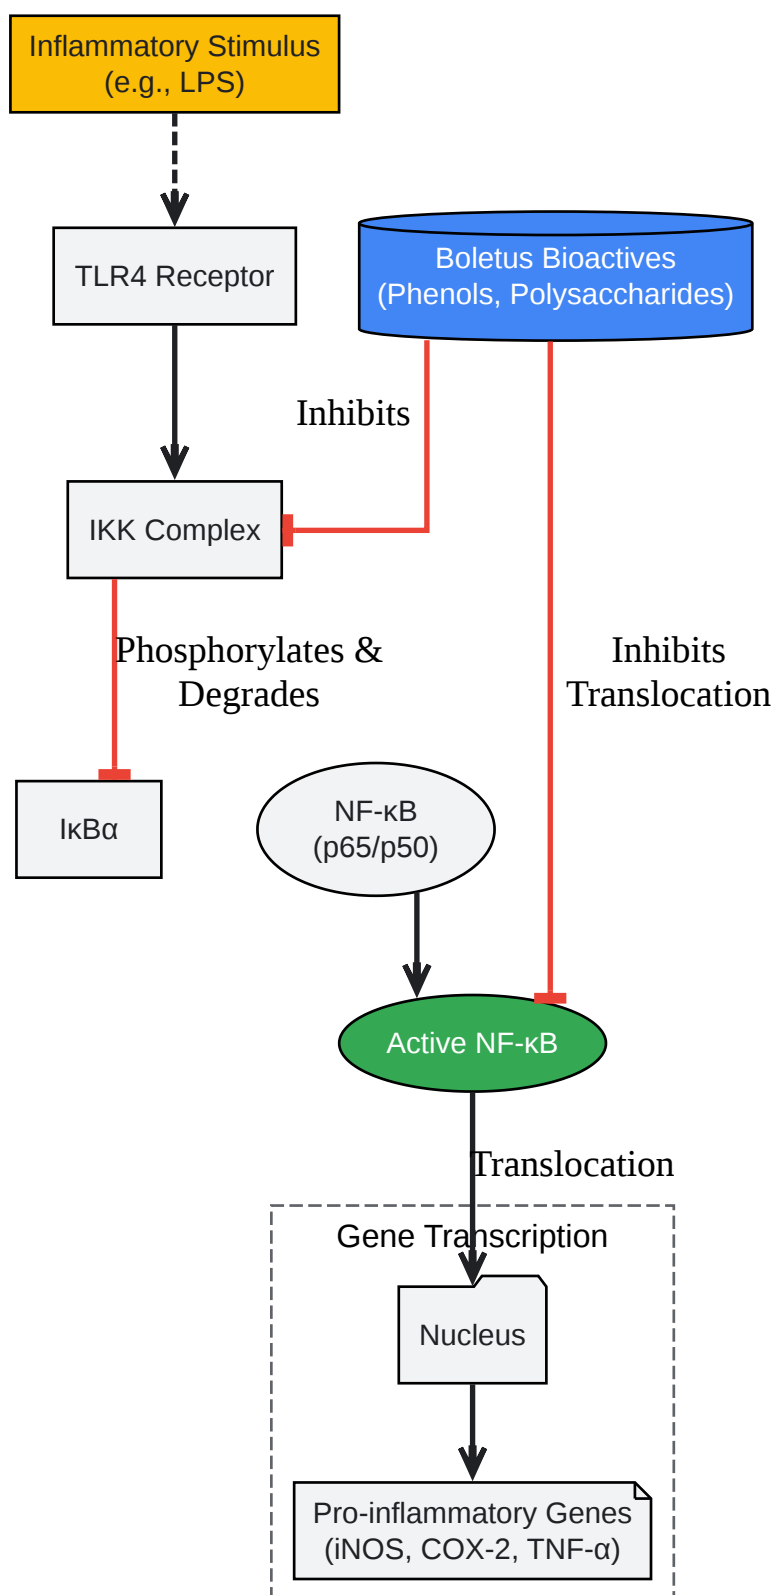 Inflammatory Stimulus
(e.g., LPS)
TLR4 Receptor
Boletus Bioactives
(Phenols, Polysaccharides)
Inhibits
IKK Complex
Phosphorylates &
Degrades
Inhibits
Translocation
IκBα
NF-κB
(p65/p50)
Active NF-κB
Translocation
Gene Transcription
Nucleus
Pro-inflammatory Genes
(iNOS, COX-2, TNF-α)